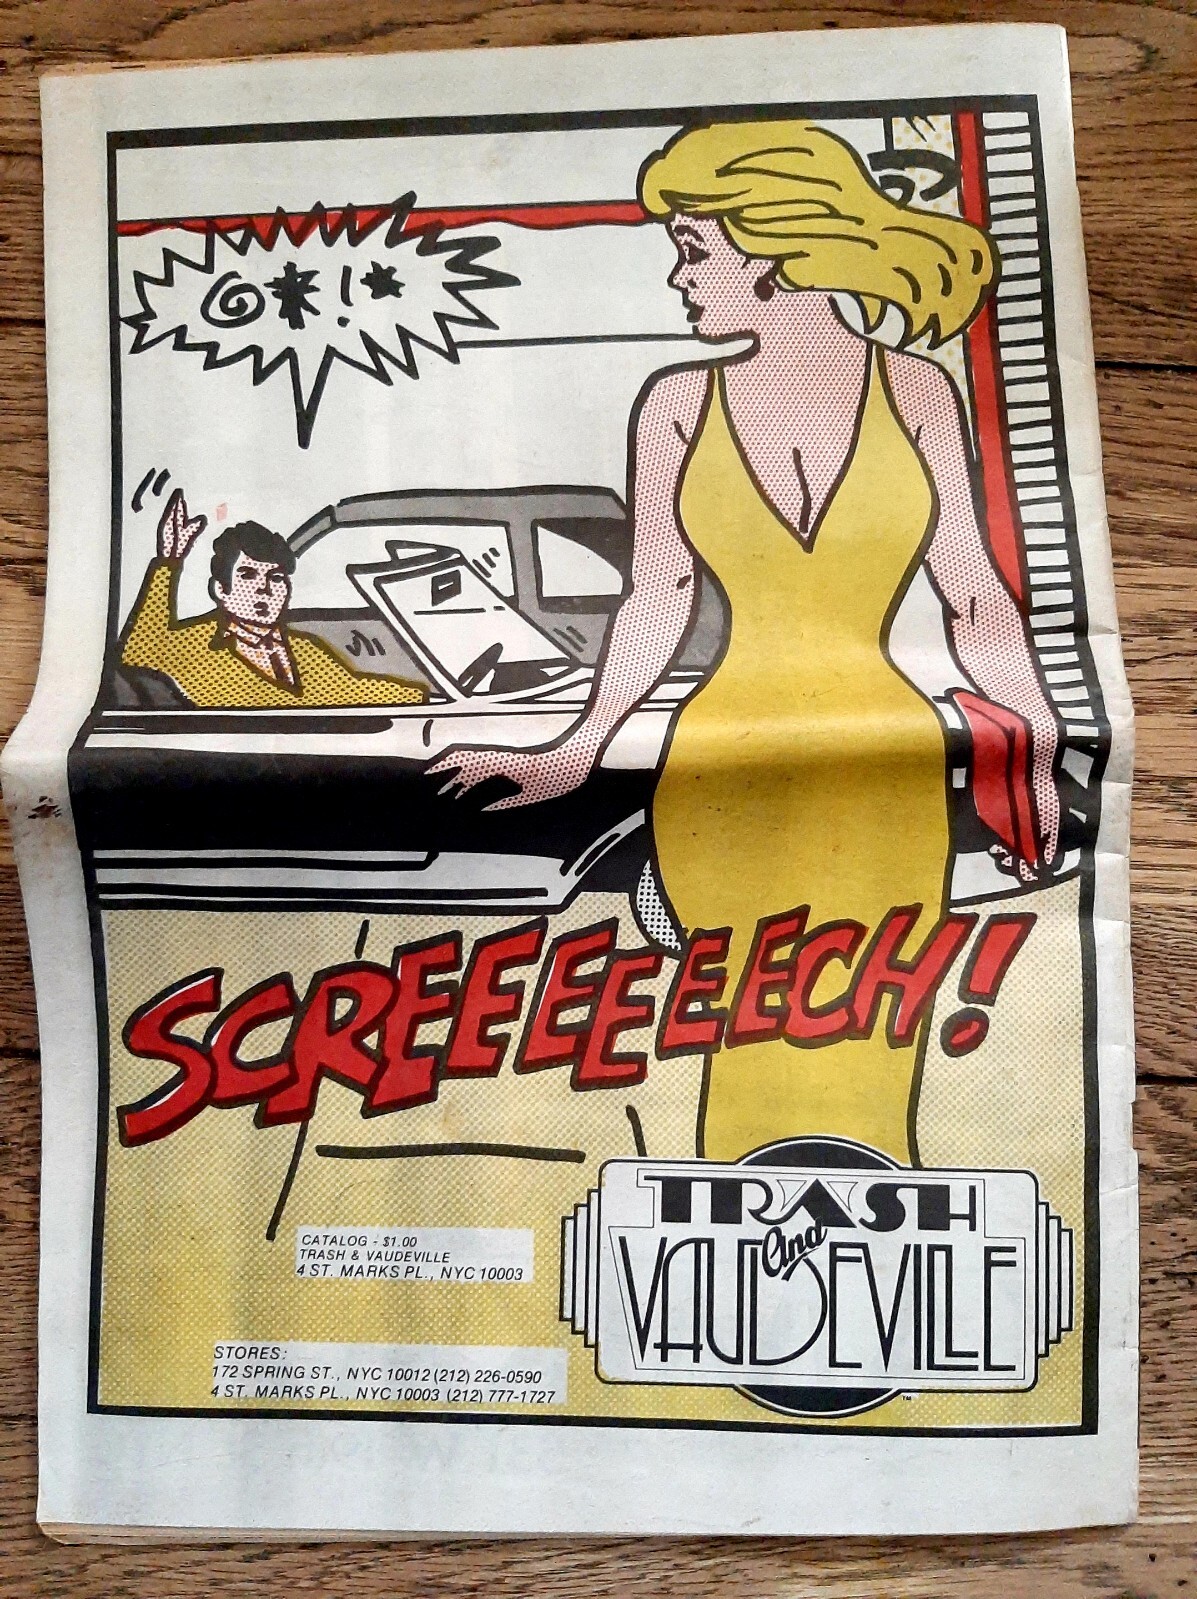 @*!*
SCREEEEEEECH!
TRASH
and
VAUDEVILLE
TM
CATALOG - $1.00
TRASH & VAUDEVILLE
4 ST. MARKS PL., NYC 10003
STORES:
172 SPRING ST., NYC 10012 (212) 226-0590
4 ST. MARKS PL., NYC 10003 (212) 777-1727